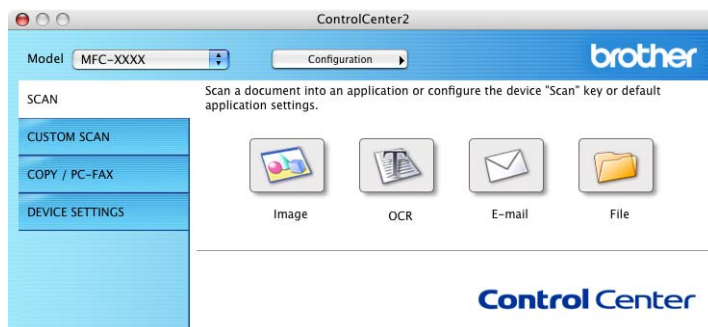 ControlCenter2
Model MFC-XXXX Configuration brother
SCAN
Scan a document into an application or configure the device "Scan" key or default
application settings.
CUSTOM SCAN
COPY / PC-FAX
DEVICE SETTINGS
Image OCR E-mail File
Control Center